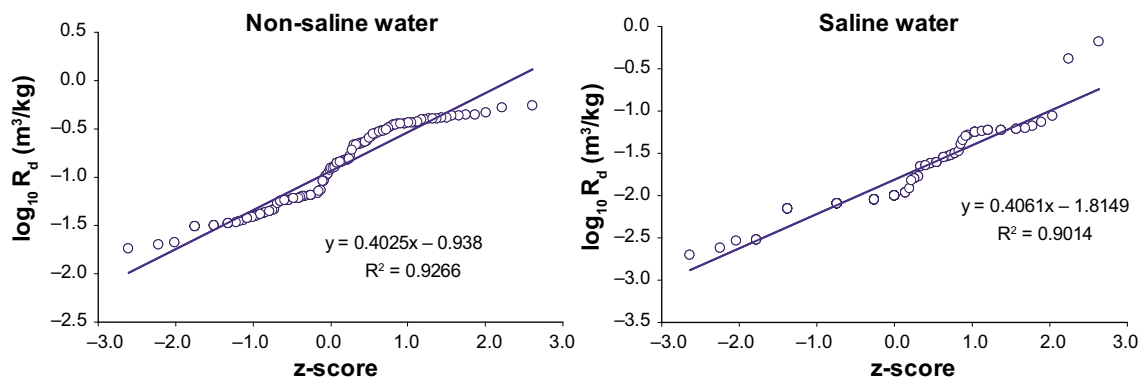 Non-saline water
0.5
0.0
–0.5
–1.0
–1.5
–2.0
–2.5
log₁₀ R_d (m³/kg)
y = 0.4025x – 0.938
R² = 0.9266
–3.0 –2.0 –1.0 0.0 1.0 2.0 3.0
z-score
Saline water
0.0
–0.5
–1.0
–1.5
–2.0
–2.5
–3.0
–3.5
log₁₀ R_d (m³/kg)
y = 0.4061x – 1.8149
R² = 0.9014
–3.0 –2.0 –1.0 0.0 1.0 2.0 3.0
z-score